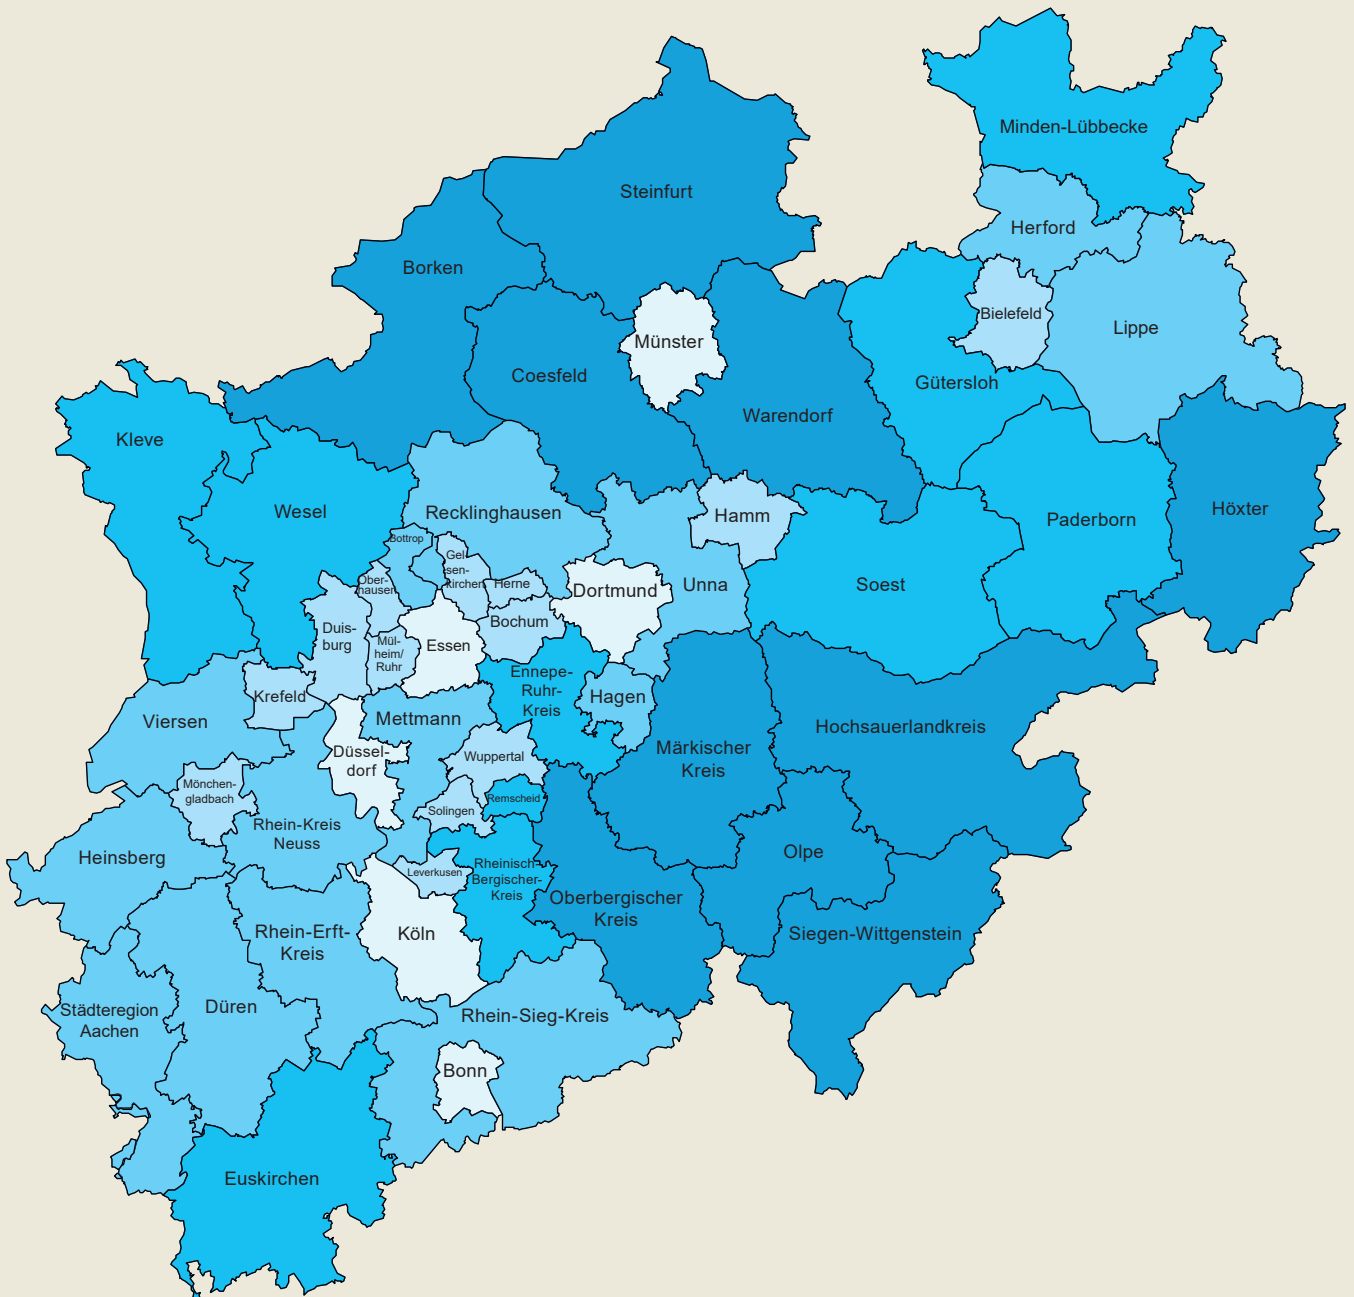 Minden-Lübbecke
Steinfurt
Herford
Borken
Bielefeld
Lippe
Münster
Coesfeld
Gütersloh
Warendorf
Kleve
Wesel
Recklinghausen
Hamm
Paderborn
Höxter
Bottrop
Gel-
sen-
kirchen
Ober-
hausen
Herne
Dortmund
Unna
Soest
Duis-
burg
Mül-
heim/
Ruhr
Essen
Bochum
Ennepe-
Ruhr-
Kreis
Krefeld
Hagen
Viersen
Mettmann
Hochsauerlandkreis
Düssel-
dorf
Wuppertal
Märkischer
Kreis
Mönchen-
gladbach
Solingen
Remscheid
Rhein-Kreis
Neuss
Heinsberg
Leverkusen
Rheinisch-
Bergischer-
Kreis
Olpe
Oberbergischer
Kreis
Rhein-Erft-
Kreis
Köln
Siegen-Wittgenstein
Städteregion
Aachen
Düren
Rhein-Sieg-Kreis
Bonn
Euskirchen